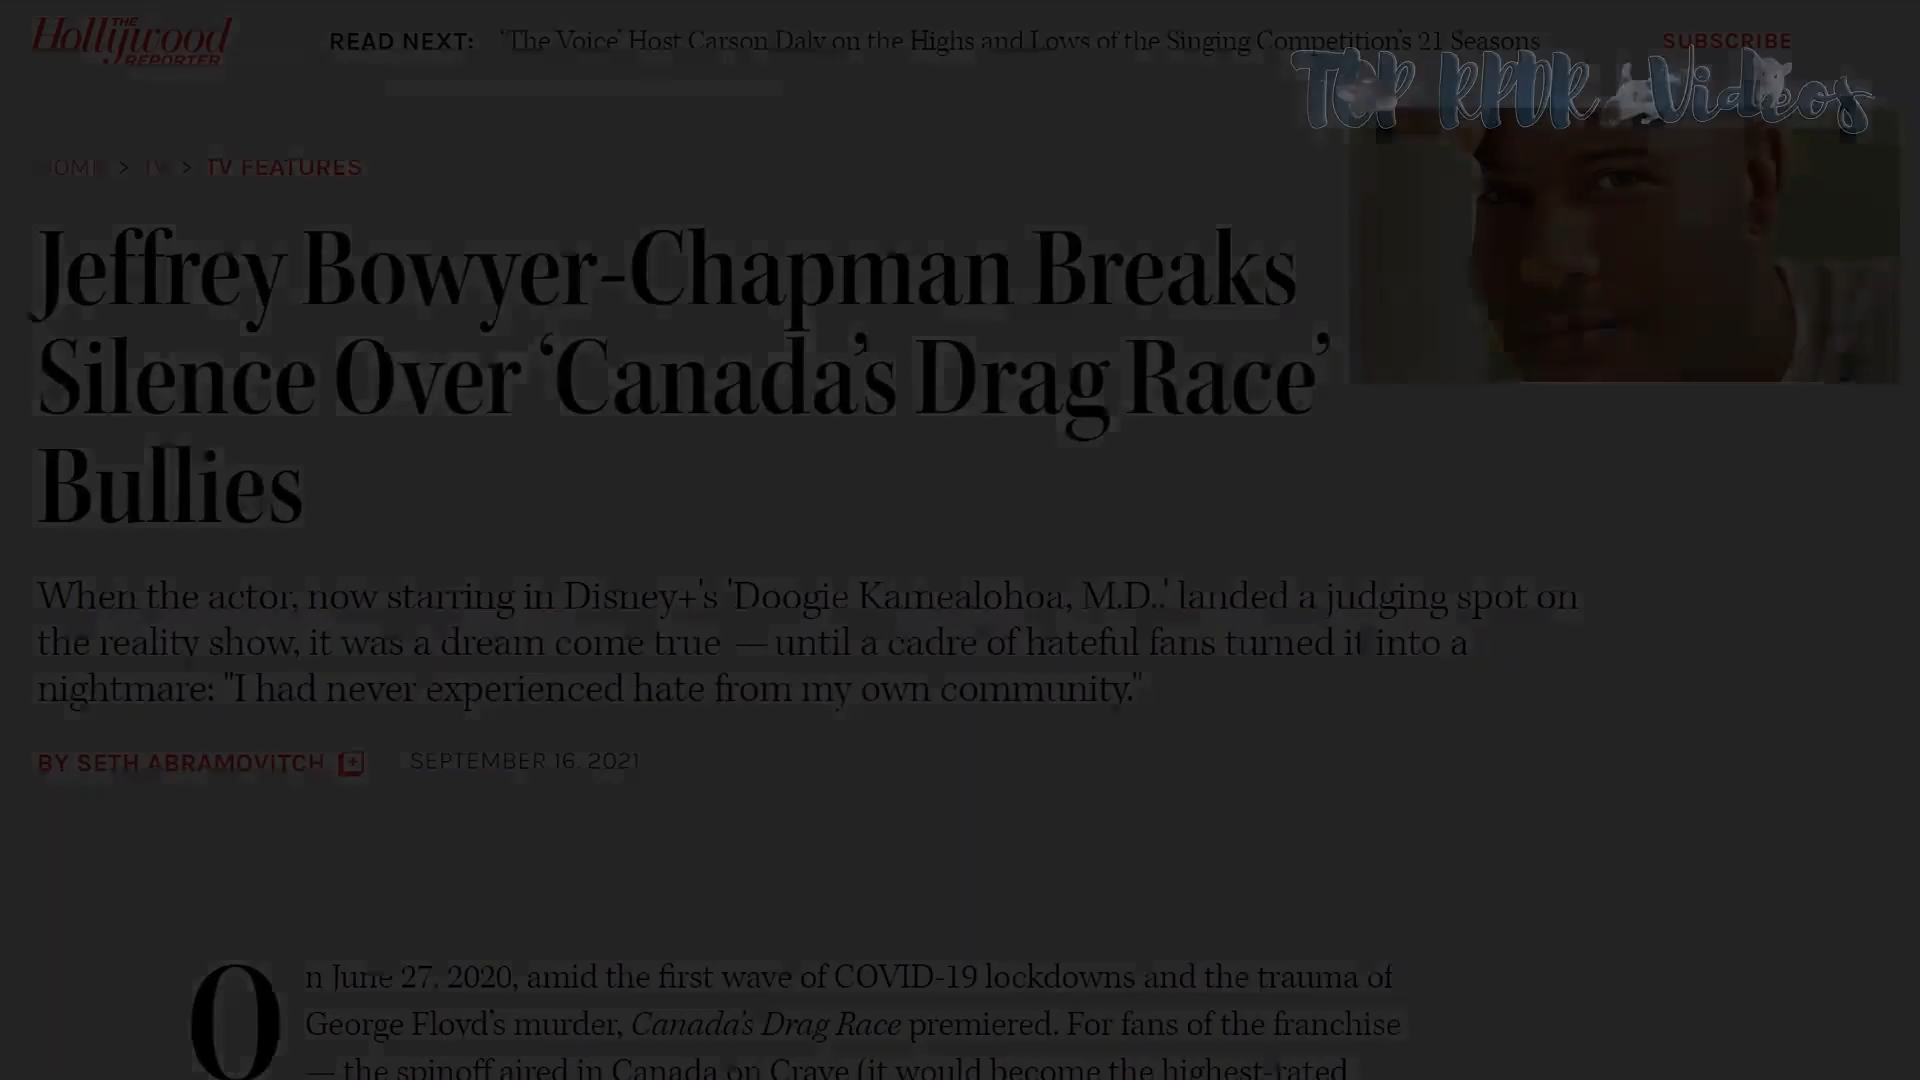 THE
Hollywood
REPORTER
READ NEXT: 'The Voice' Host Carson Daly on the Highs and Lows of the Singing Competition's 21 Seasons
SUBSCRIBE
TOP RPDR Videos
HOME > TV > TV FEATURES
Jeffrey Bowyer-Chapman Breaks
Silence Over ‘Canada’s Drag Race’
Bullies
When the actor, now starring in Disney+'s 'Doogie Kamealohoa, M.D..' landed a judging spot on
the reality show, it was a dream come true — until a cadre of hateful fans turned it into a
nightmare: "I had never experienced hate from my own community."
BY SETH ABRAMOVITCH
SEPTEMBER 16, 2021
On June 27, 2020, amid the first wave of COVID-19 lockdowns and the trauma of
George Floyd's murder, Canada's Drag Race premiered. For fans of the franchise
— the spinoff aired in Canada on Crave (it would become the highest-rated